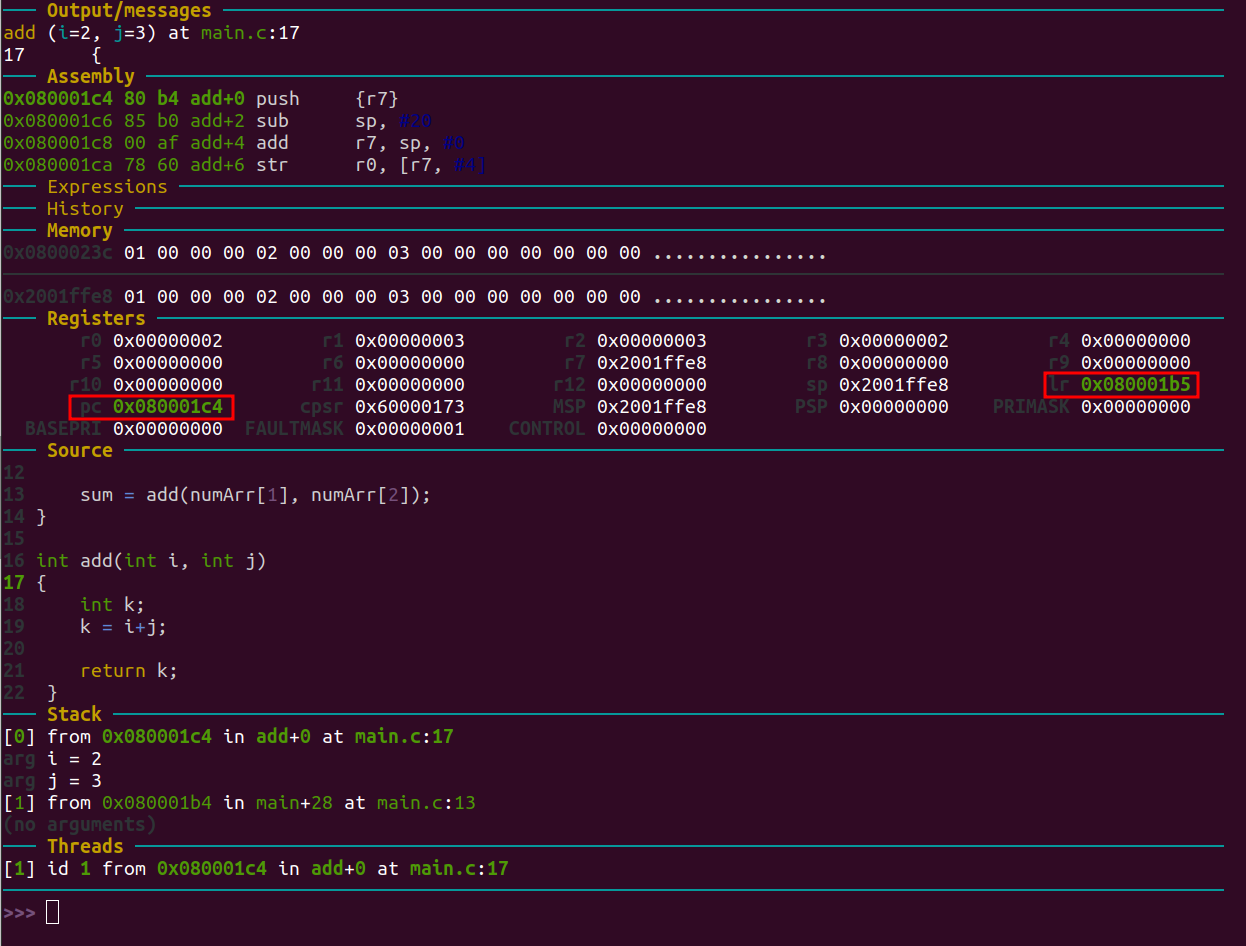 Output/messages
add (i=2, j=3) at main.c:17
17 {
Assembly
0x080001c4 80 b4 add+0 push {r7}
0x080001c6 85 b0 add+2 sub sp, #20
0x080001c8 00 af add+4 add r7, sp, #0
0x080001ca 78 60 add+6 str r0, [r7, #4]
Expressions
History
Memory
0x0800023c 01 00 00 00 02 00 00 00 03 00 00 00 00 00 00 00 ................
0x2001ffe8 01 00 00 00 02 00 00 00 03 00 00 00 00 00 00 00 ................
Registers
r0 0x00000002 r1 0x00000003 r2 0x00000003 r3 0x00000002 r4 0x00000000
r5 0x00000000 r6 0x00000000 r7 0x2001ffe8 r8 0x00000000 r9 0x00000000
r10 0x00000000 r11 0x00000000 r12 0x00000000 sp 0x2001ffe8 lr 0x080001b5
pc 0x080001c4 cpsr 0x60000173 MSP 0x2001ffe8 PSP 0x00000000 PRIMASK 0x00000000
BASEPRI 0x00000000 FAULTMASK 0x00000001 CONTROL 0x00000000
Source
12
13 sum = add(numArr[1], numArr[2]);
14 }
15
16 int add(int i, int j)
17 {
18 int k;
19 k = i+j;
20
21 return k;
22 }
Stack
[0] from 0x080001c4 in add+0 at main.c:17
arg i = 2
arg j = 3
[1] from 0x080001b4 in main+28 at main.c:13
(no arguments)
Threads
[1] id 1 from 0x080001c4 in add+0 at main.c:17
>>>